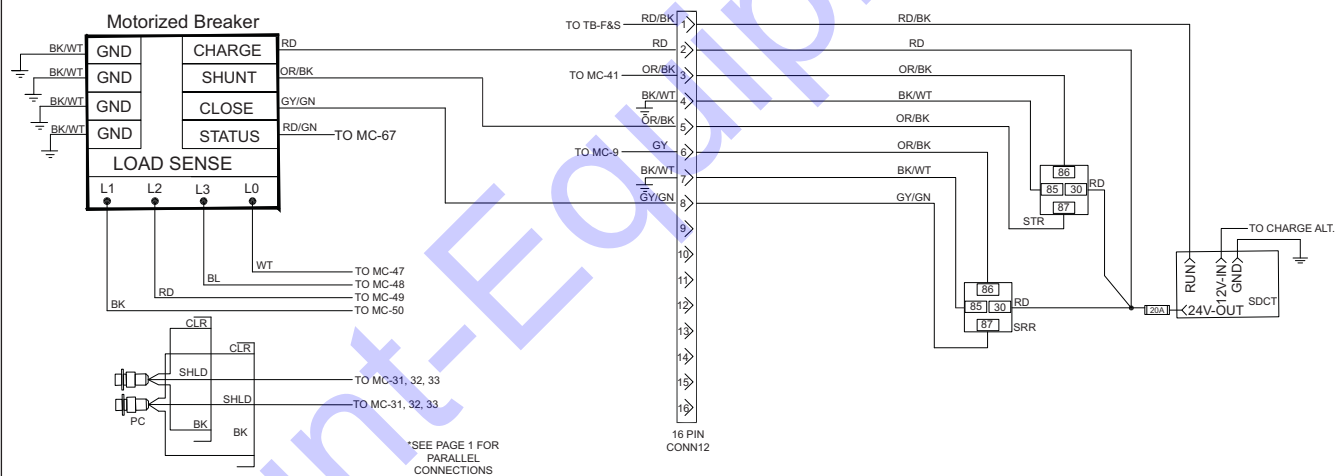 Motorized Breaker
BK/WT GND CHARGE RD
BK/WT GND SHUNT OR/BK
BK/WT GND CLOSE GY/GN
BK/WT GND STATUS RD/GN TO MC-67
LOAD SENSE
L1 L2 L3 L0
WT TO MC-47
BL TO MC-48
RD TO MC-49
BK TO MC-50
CLR
CLR
SHLD TO MC-31, 32, 33
SHLD TO MC-31, 32, 33
PC
BK
BK
*SEE PAGE 1 FOR
PARALLEL
CONNECTIONS
TO TB-F&S RD/BK 1 RD/BK
RD 2 RD
TO MC-41 OR/BK 3 OR/BK
BK/WT 4 BK/WT
OR/BK 5 OR/BK
TO MC-9 GY 6 OR/BK
BK/WT 7 BK/WT
GY/GN 8 GY/GN
9
10
11
12
13
14
15
16
16 PIN
CONN12
86
85 30 RD
87
STR
86
85 30 RD
87
SRR
TO CHARGE ALT.
RUN 12V-IN GND
SDCT
20A 24V-OUT
nt-Equip